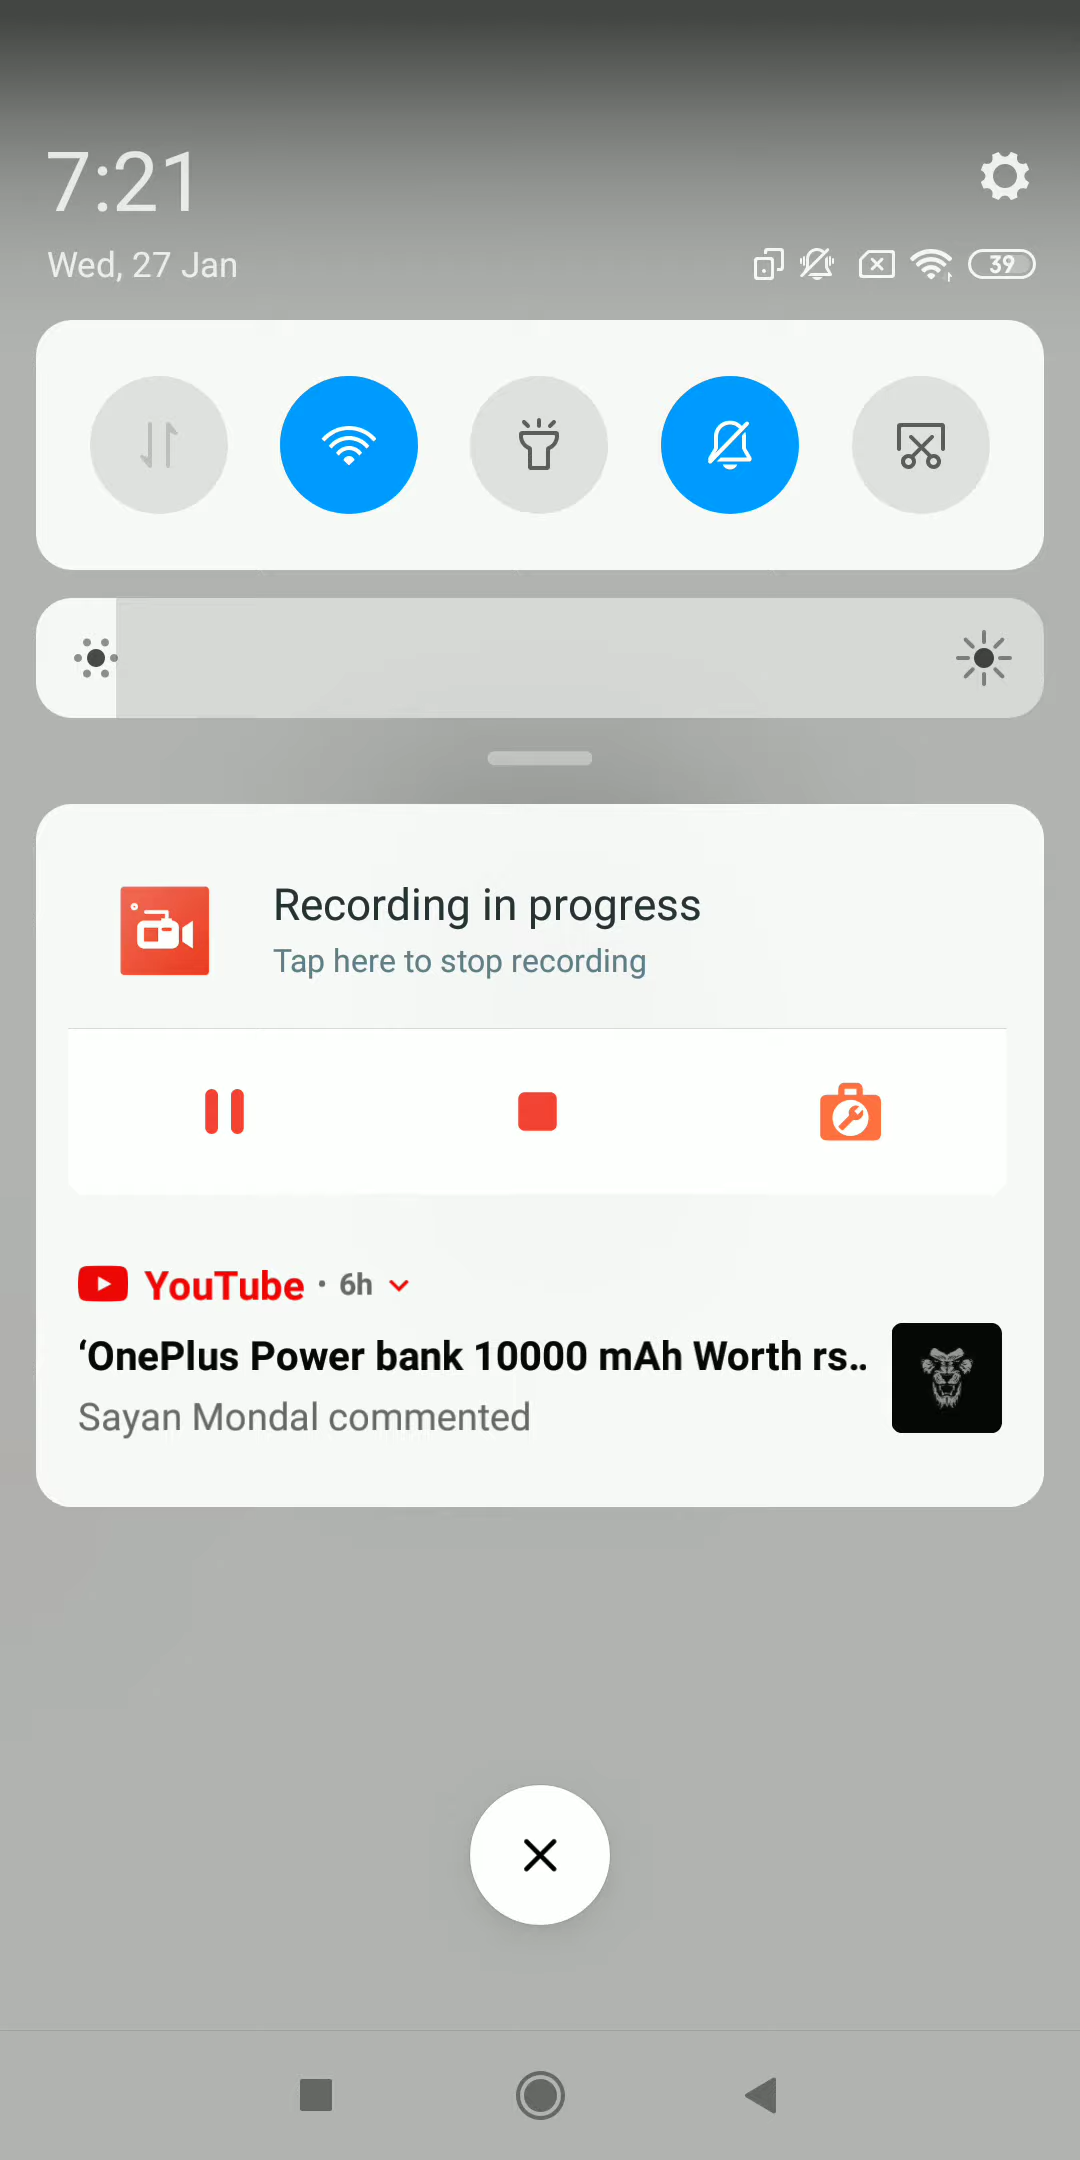 7:21
Wed, 27 Jan
39
Recording in progress
Tap here to stop recording
YouTube • 6h
‘OnePlus Power bank 10000 mAh Worth rs..
Sayan Mondal commented